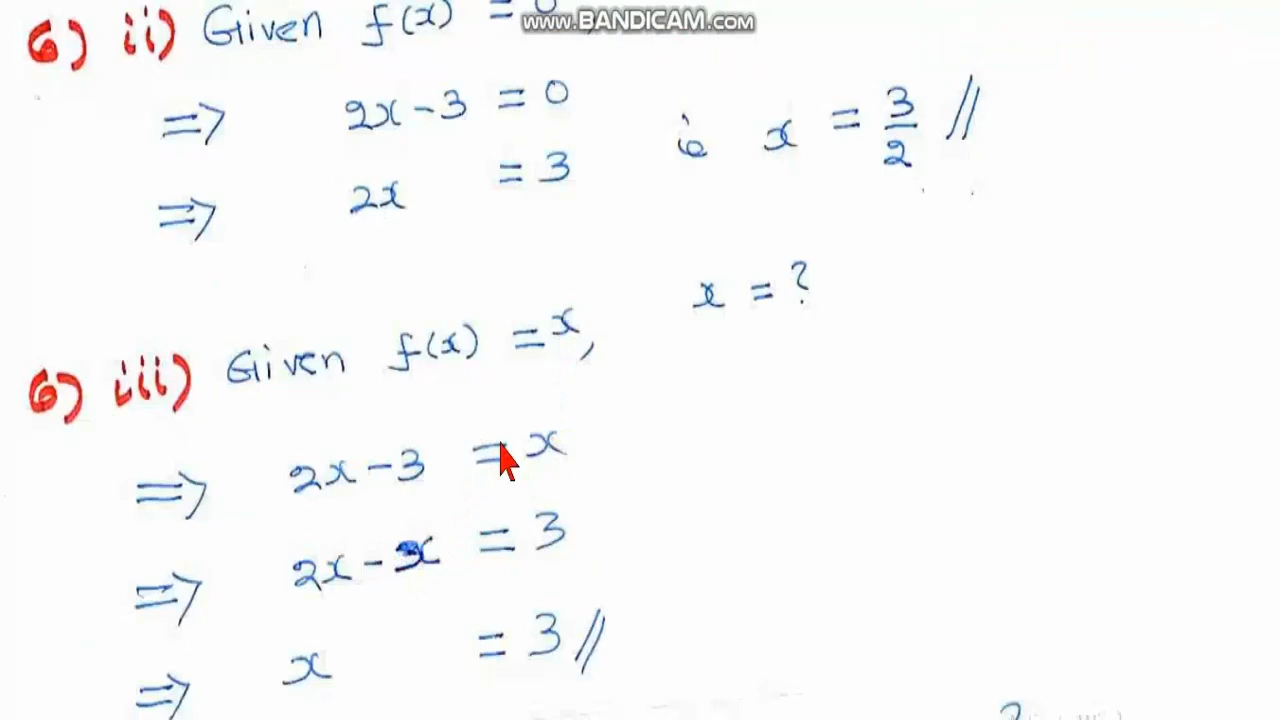 www.BANDICAM.com
6) ii) Given f(x) = 0,
=> 2x - 3 = 0
=> 2x = 3
ie x = 3/2 //
6) iii) Given f(x) = x, x = ?
=> 2x - 3 = x
=> 2x - x = 3
=> x = 3 //